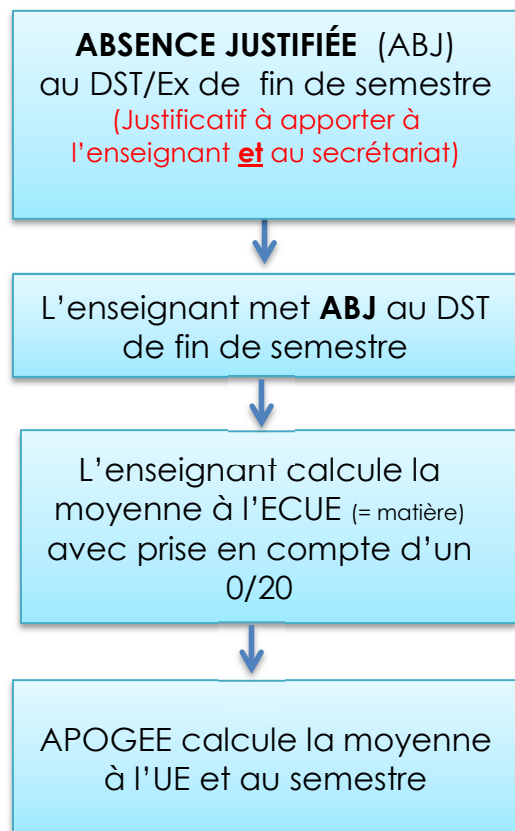 ABSENCE JUSTIFIÉE (ABJ)
au DST/Ex de fin de semestre
(Justificatif à apporter à
l’enseignant et au secrétariat)
L’enseignant met ABJ au DST
de fin de semestre
L’enseignant calcule la
moyenne à l’ECUE (= matière)
avec prise en compte d’un
0/20
APOGEE calcule la moyenne
à l’UE et au semestre